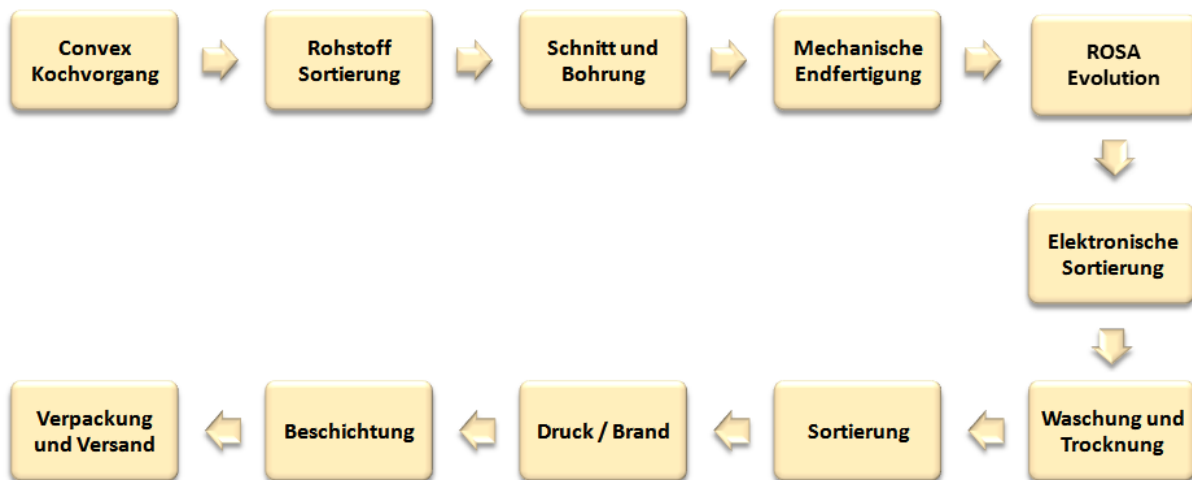 Convex
Kochvorgang
Rohstoff
Sortierung
Schnitt und
Bohrung
Mechanische
Endfertigung
ROSA
Evolution
Elektronische
Sortierung
Waschung und
Trocknung
Sortierung
Druck / Brand
Beschichtung
Verpackung
und Versand